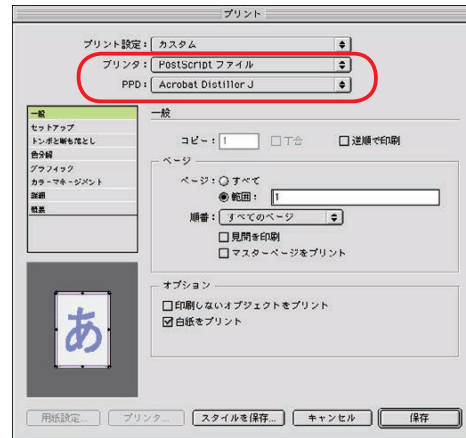 プリント
プリント設定： カスタム
プリンタ： PostScript ファイル
PPD： Acrobat Distiller J
一般
セットアップ
トンボと断ち落とし
色分解
グラフィック
カラーマネージメント
詳細
概要
一般
コピー： 1 丁合 逆順で印刷
ページ
ページ： すべて
範囲： 1
順番： すべてのページ
見開きを印刷
マスターページをプリント
オプション
印刷しないオブジェクトをプリント
白紙をプリント
あ
用紙設定... プリンタ... スタイルを保存... キャンセル 保存